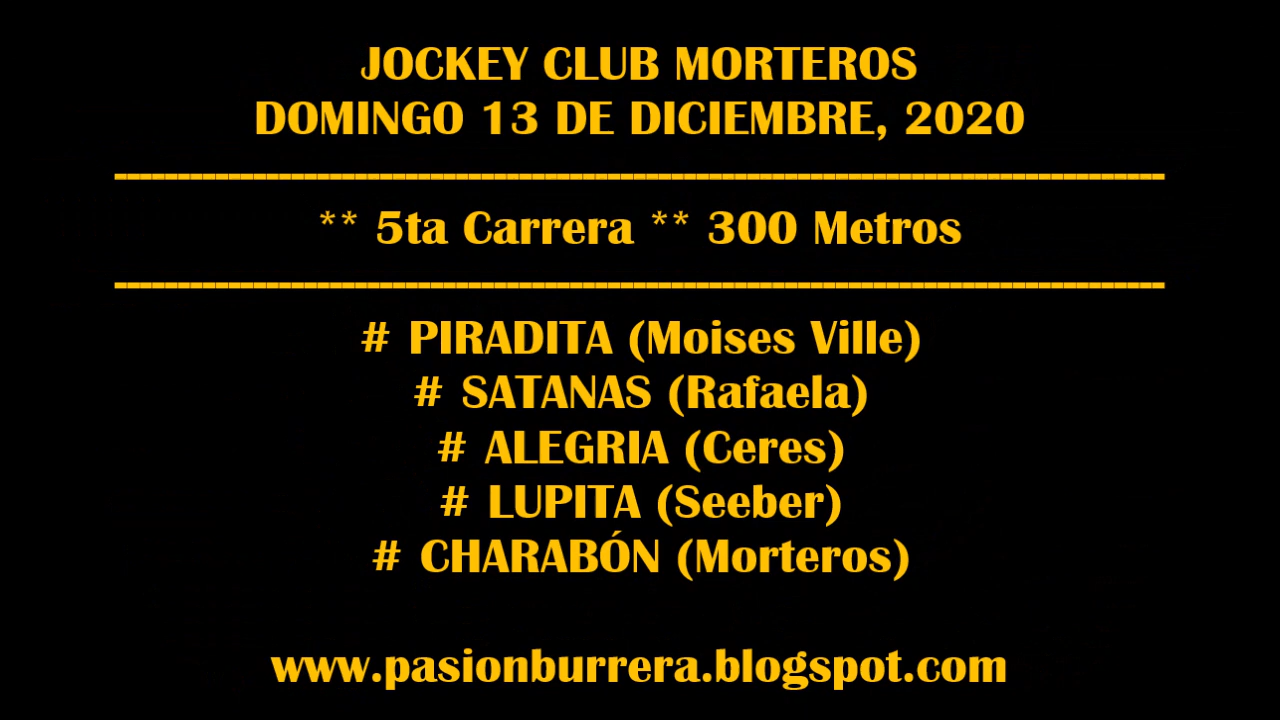 JOCKEY CLUB MORTEROS
DOMINGO 13 DE DICIEMBRE, 2020
** 5ta Carrera ** 300 Metros
# PIRADITA (Moises Ville)
# SATANAS (Rafaela)
# ALEGRIA (Ceres)
# LUPITA (Seeber)
# CHARABÓN (Morteros)
www.pasionburrera.blogspot.com